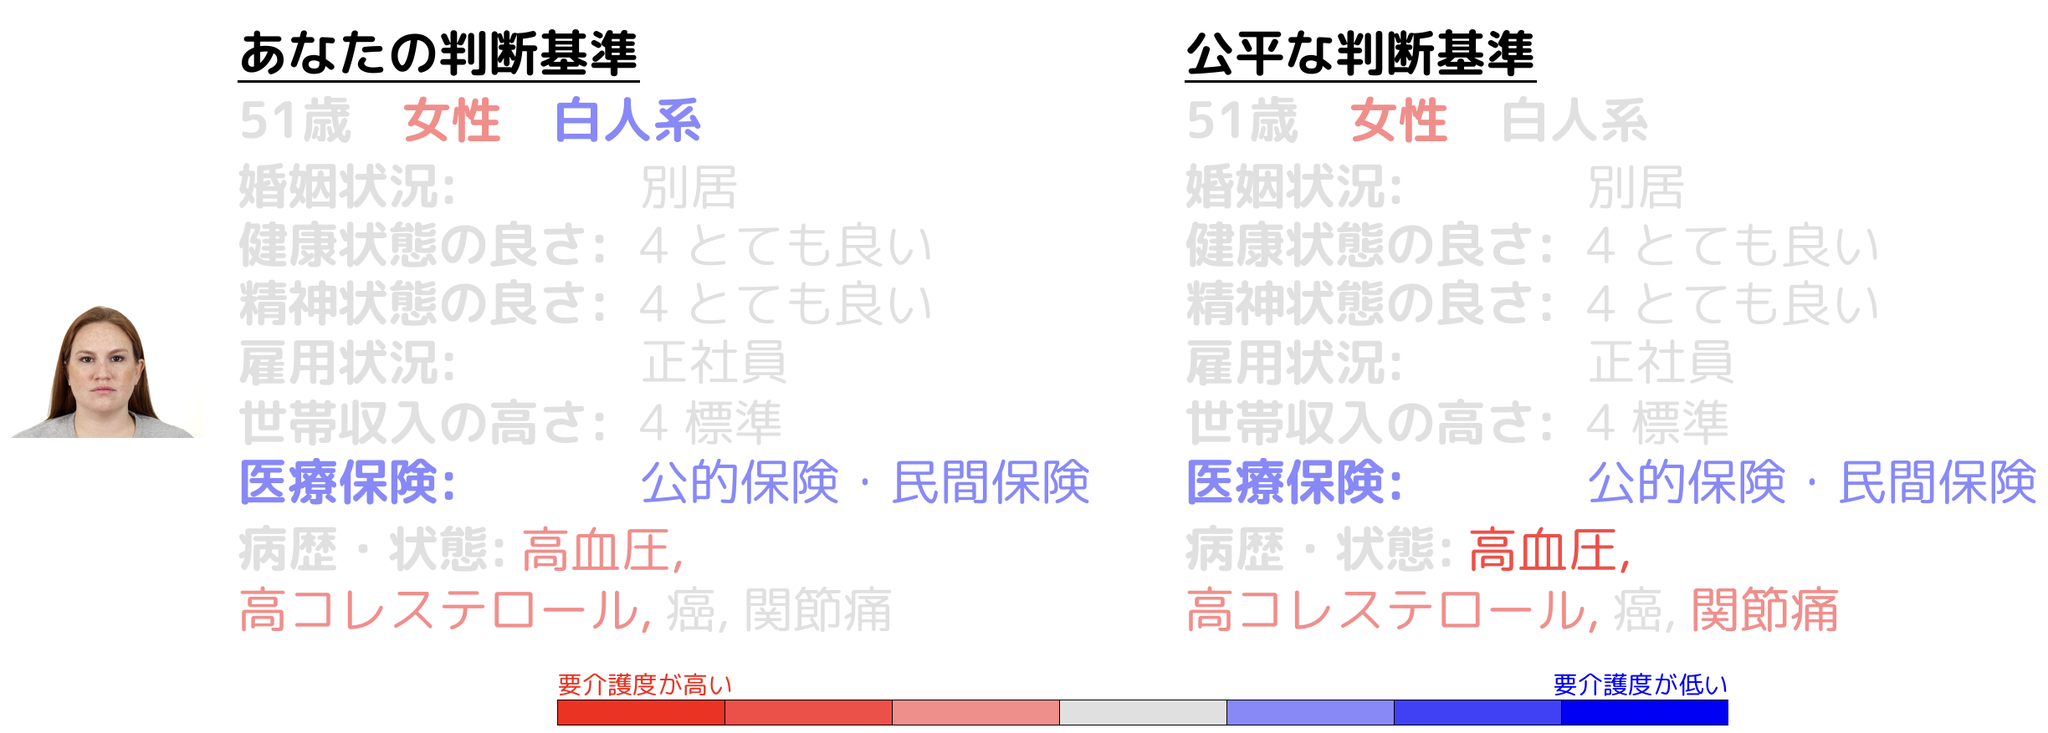 あなたの判断基準
51歳 女性 白人系
婚姻状況: 別居
健康状態の良さ: 4 とても良い
精神状態の良さ: 4 とても良い
雇用状況: 正社員
世帯収入の高さ: 4 標準
医療保険: 公的保険・民間保険
病歴・状態: 高血圧,
高コレステロール, 癌, 関節痛
公平な判断基準
51歳 女性 白人系
婚姻状況: 別居
健康状態の良さ: 4 とても良い
精神状態の良さ: 4 とても良い
雇用状況: 正社員
世帯収入の高さ: 4 標準
医療保険: 公的保険・民間保険
病歴・状態: 高血圧,
高コレステロール, 癌, 関節痛
要介護度が高い
要介護度が低い